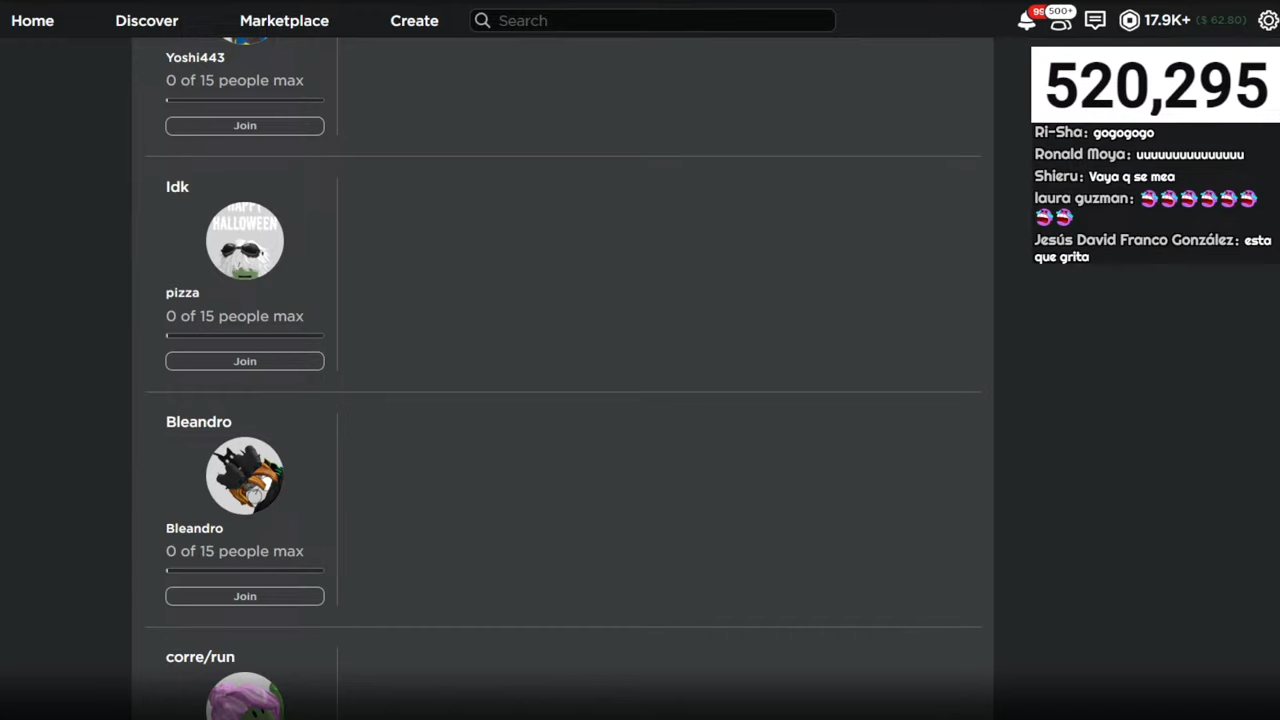 Home Discover Marketplace Create Search 99 500+ 17.9K+ ($ 62.80)
Yoshi443
0 of 15 people max
Join
Idk
HAPPY
HALLOWEEN
pizza
0 of 15 people max
Join
Bleandro
Bleandro
0 of 15 people max
Join
corre/run
520,295
Ri-Sha: gogogogo
Ronald Moya: uuuuuuuuuuuuuuu
Shieru: Vaya q se mea
laura guzman:
Jesús David Franco González: esta
que grita